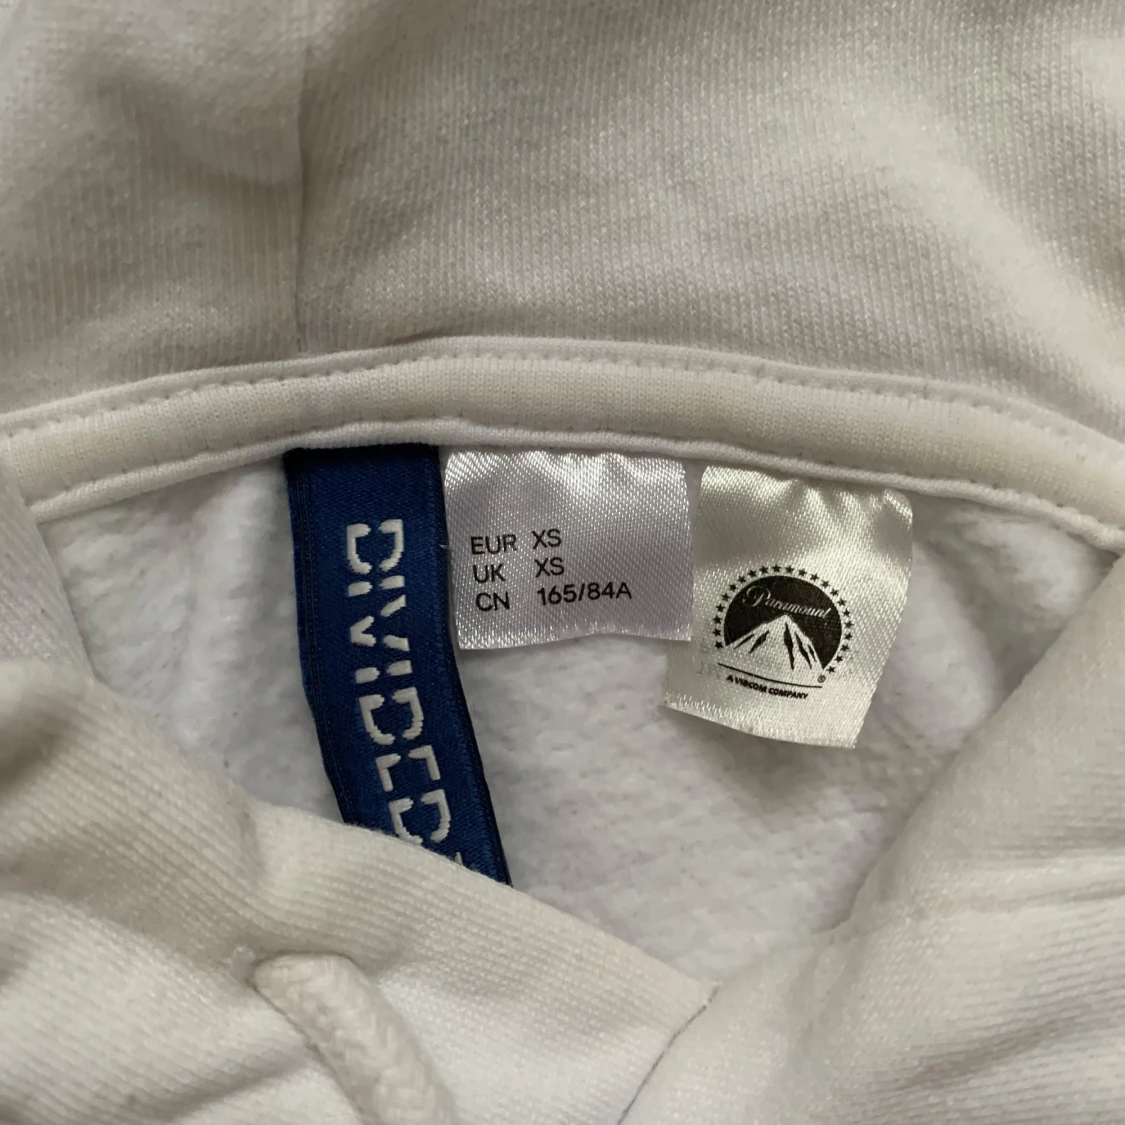 DIVIDED
EUR XS
UK XS
CN 165/84A
Paramount
®
A VIACOM COMPANY